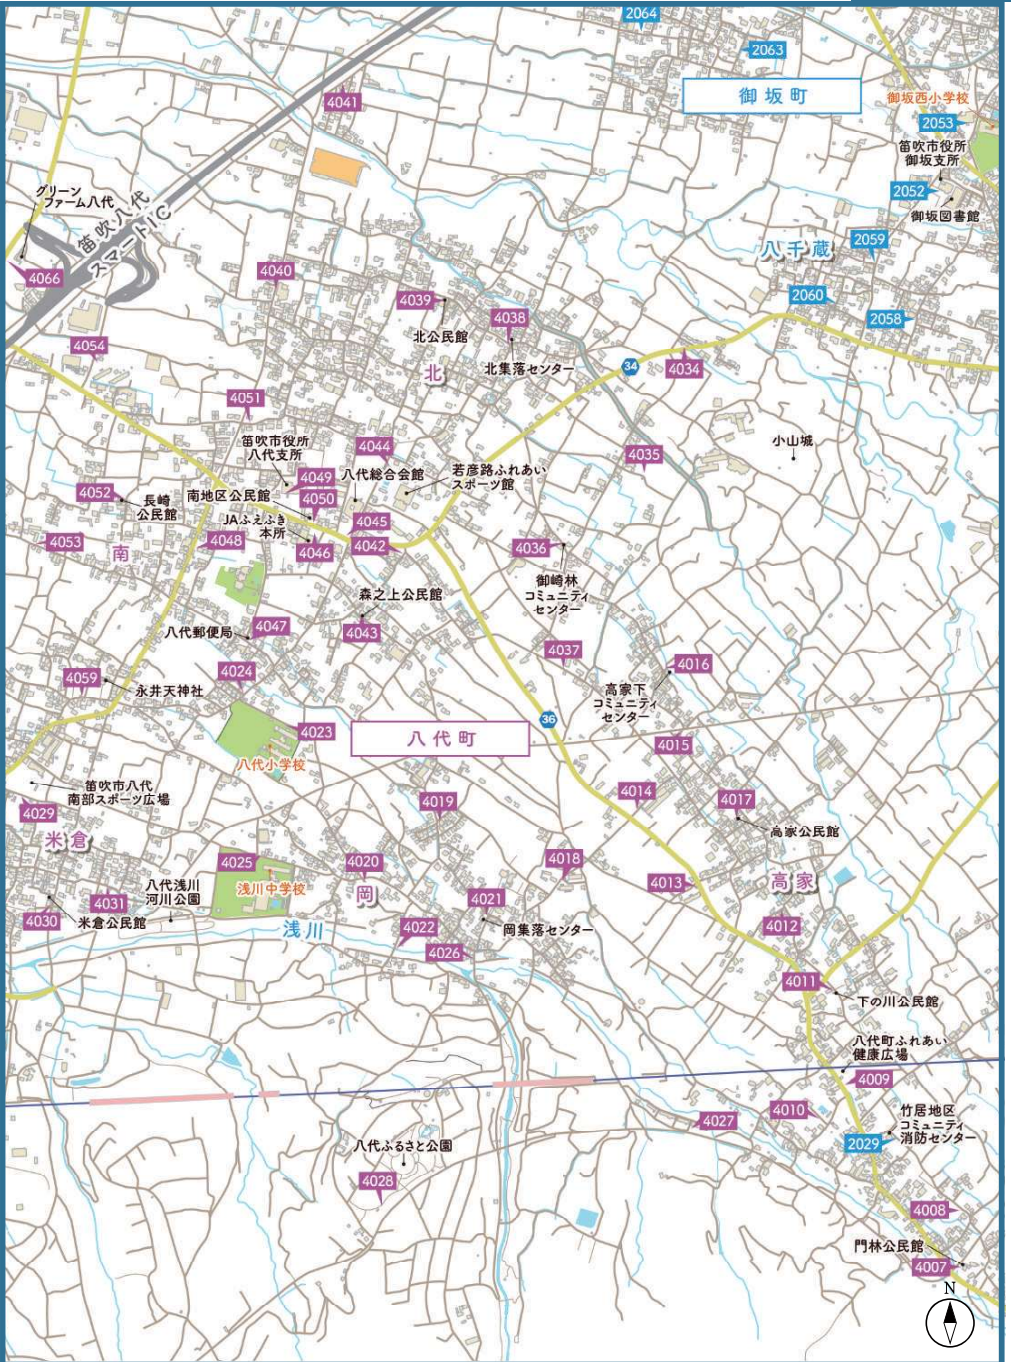 2064
2063
御坂町
4041
御坂西小学校
2053
笛吹市役所
御坂支所
2052
御坂図書館
グリーン
ファーム八代
笛吹八代
スマートIC
4066
八千蔵
2059
2060
2058
4040
4039
北公民館
4038
北集落センター
4054
北
34
4034
4051
笛吹市役所
八代支所
4044
八代総合会館
若彦路ふれあい
スポーツ館
小山城
4035
4049
4050
南地区公民館
4052
長崎
公民館
JAふえふき
本所
4045
4046
4042
4048
4053
南
4036
御崎林
コミュニティ
センター
森之上公民館
4043
八代郵便局
4047
4037
4016
高家下
コミュニティ
センター
4024
4059
永井天神社
4023
八代町
36
4015
八代小学校
笛吹市八代
南部スポーツ広場
4029
4019
4014
4017
高家公民館
米倉
4025
4020
4018
八代浅川
河川公園
浅川中学校
岡
4013
高家
4031
4030
米倉公民館
4021
岡集落センター
4012
浅川
4022
4026
4011
下の川公民館
八代町ふれあい
健康広場
4009
4010
4027
竹居地区
コミュニティ
消防センター
2029
八代ふるさと公園
4028
4008
門林公民館
4007
N